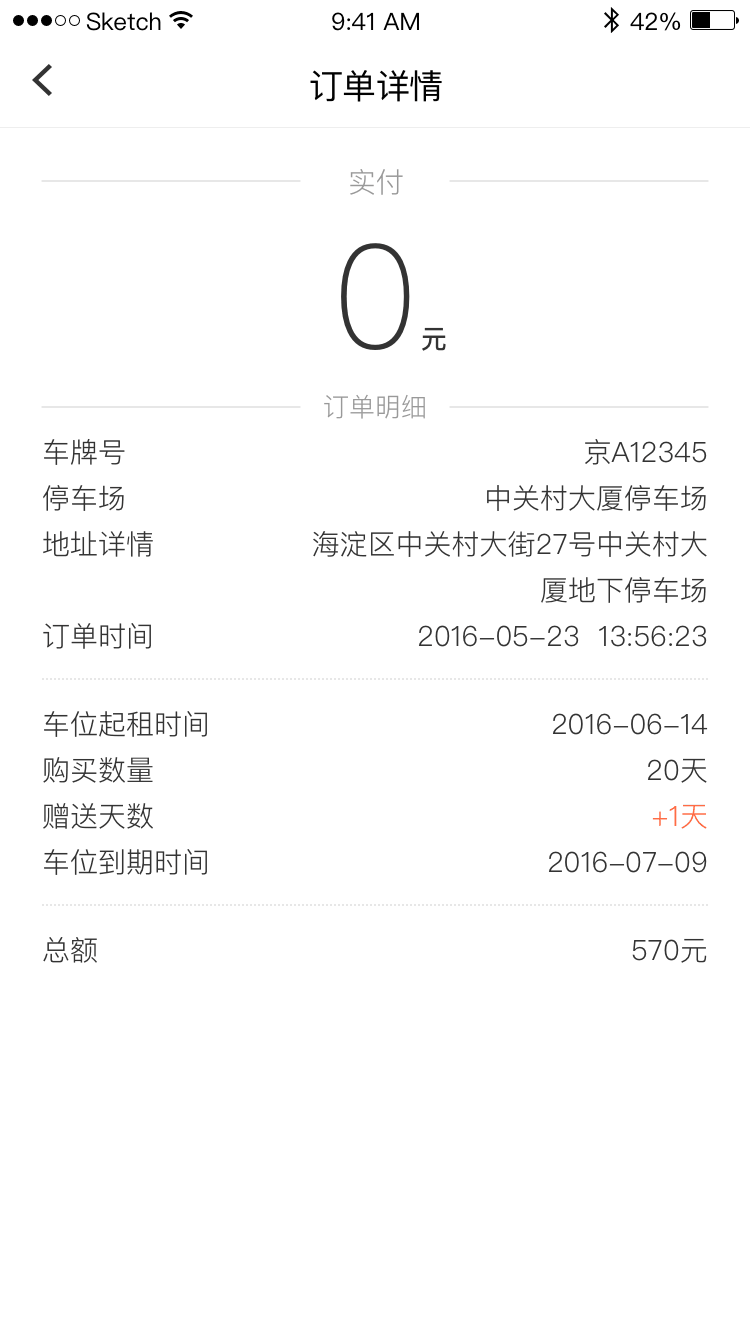 Sketch 9:41 AM 42%
订单详情
实付
0元
订单明细
车牌号 京A12345
停车场 中关村大厦停车场
地址详情 海淀区中关村大街27号中关村大
厦地下停车场
订单时间 2016-05-23 13:56:23
车位起租时间 2016-06-14
购买数量 20天
赠送天数 +1天
车位到期时间 2016-07-09
总额 570元